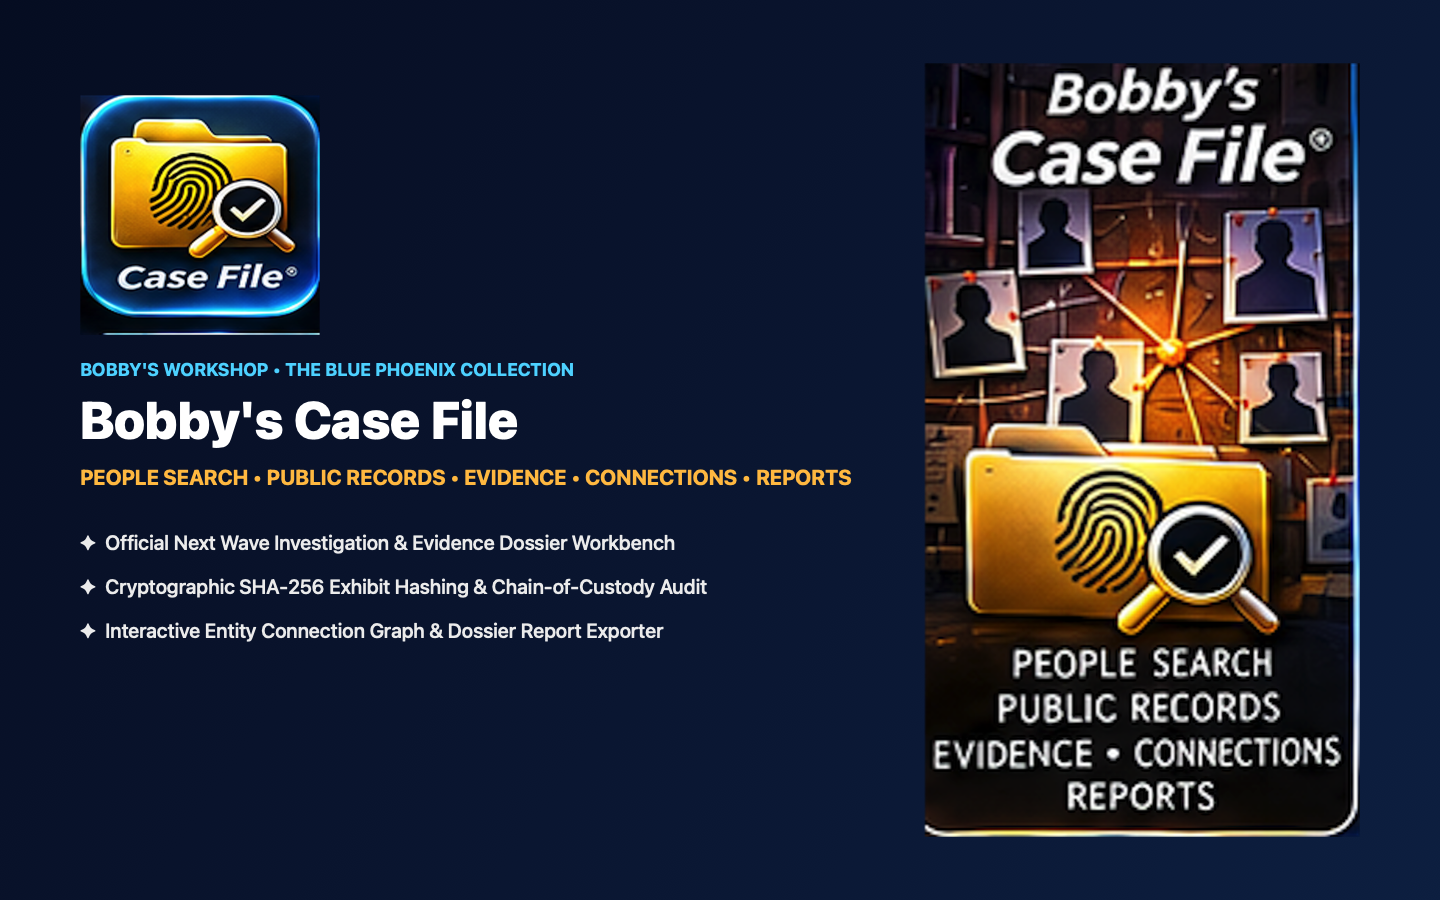 Case File®
BOBBY'S WORKSHOP • THE BLUE PHOENIX COLLECTION
Bobby's Case File
PEOPLE SEARCH • PUBLIC RECORDS • EVIDENCE • CONNECTIONS • REPORTS
✦ Official Next Wave Investigation & Evidence Dossier Workbench
✦ Cryptographic SHA-256 Exhibit Hashing & Chain-of-Custody Audit
✦ Interactive Entity Connection Graph & Dossier Report Exporter
Bobby's
Case File®
PEOPLE SEARCH
PUBLIC RECORDS
EVIDENCE • CONNECTIONS
REPORTS